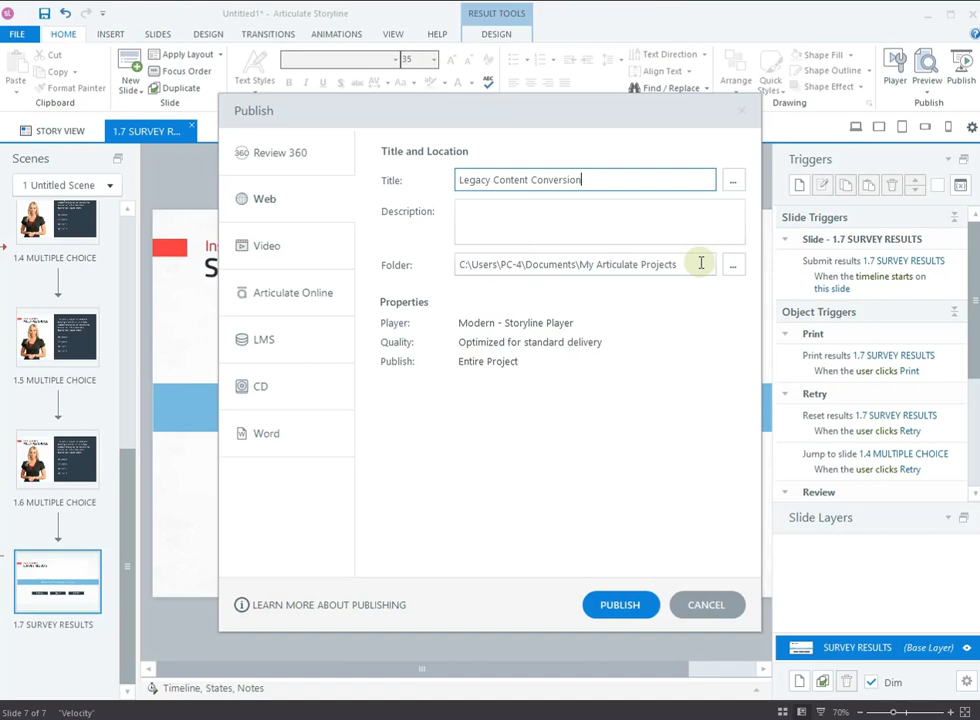 Untitled1* - Articulate Storyline
RESULT TOOLS
FILE HOME INSERT SLIDES DESIGN TRANSITIONS ANIMATIONS VIEW HELP DESIGN
Paste
Cut
Copy
Format Painter
Clipboard
New Slide
Apply Layout
Focus Order
Duplicate
Slide
Text Styles
35
B I U S
ABC
Text Direction
Align Text
Find / Replace
Arrange
Quick Styles
Shape Fill
Shape Outline
Shape Effect
Drawing
Player
Preview
Publish
Publish
STORY VIEW
1.7 SURVEY R...
Scenes
1 Untitled Scene
1.4 MULTIPLE CHOICE
1.5 MULTIPLE CHOICE
1.6 MULTIPLE CHOICE
1.7 SURVEY RESULTS
Publish
360 Review 360
Web
Video
Articulate Online
LMS
CD
Word
Title and Location
Title: Legacy Content Conversion ...
Description:
Folder: C:\Users\PC-4\Documents\My Articulate Projects ...
Properties
Player: Modern - Storyline Player
Quality: Optimized for standard delivery
Publish: Entire Project
LEARN MORE ABOUT PUBLISHING
PUBLISH
CANCEL
Triggers
Slide Triggers
Slide - 1.7 SURVEY RESULTS
Submit results 1.7 SURVEY RESULTS
When the timeline starts on
this slide
Object Triggers
Print
Print results 1.7 SURVEY RESULTS
When the user clicks Print
Retry
Reset results 1.7 SURVEY RESULTS
When the user clicks Retry
Jump to slide 1.4 MULTIPLE CHOICE
When the user clicks Retry
Review
Slide Layers
SURVEY RESULTS (Base Layer)
Dim
Timeline, States, Notes
Slide 7 of 7 "Velocity"
70%